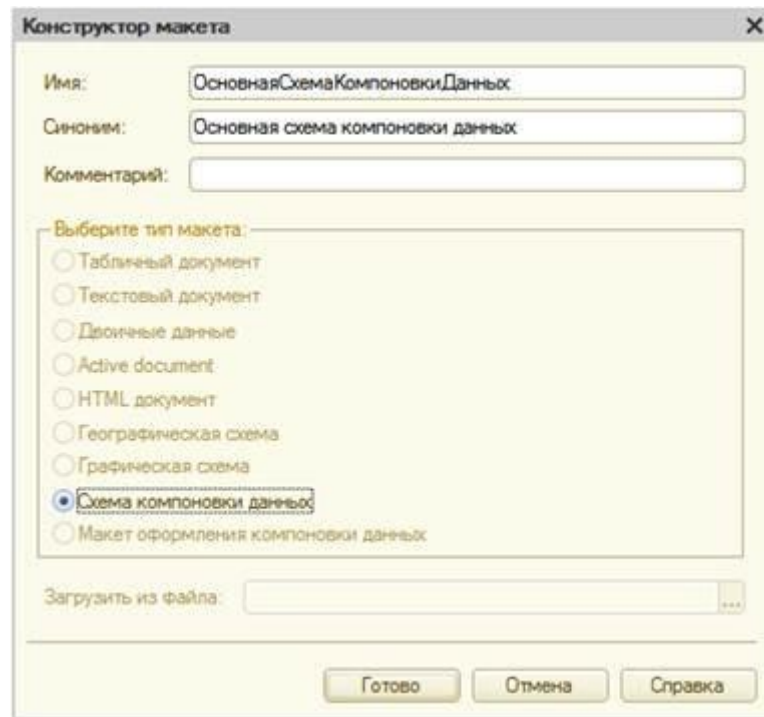 Конструктор макета
Имя: ОсновнаяСхемаКомпоновкиДанных
Синоним: Основная схема компоновки данных
Комментарий:
Выберите тип макета:
Табличный документ
Текстовый документ
Двоичные данные
Active document
HTML документ
Географическая схема
Графическая схема
Схема компоновки данных
Макет оформления компоновки данных
Загрузить из файла: ...
Готово Отмена Справка